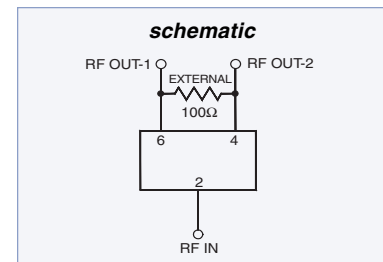 schematic
RF OUT-1 RF OUT-2
EXTERNAL
100Ω
6 4
2
RF IN